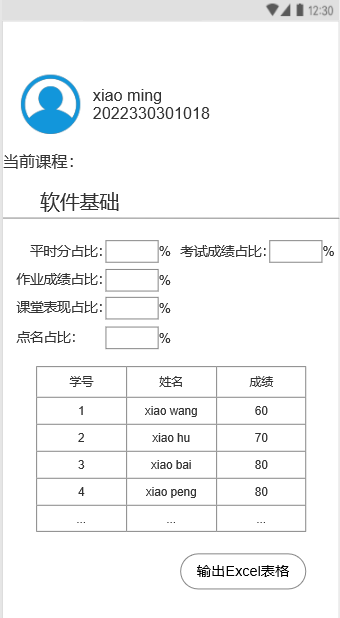 12:30
xiao ming
2022330301018
当前课程：
软件基础
平时分占比： % 考试成绩占比： %
作业成绩占比： %
课堂表现占比： %
点名占比： %
学号 姓名 成绩
1 xiao wang 60
2 xiao hu 70
3 xiao bai 80
4 xiao peng 80
... ... ...
输出Excel表格